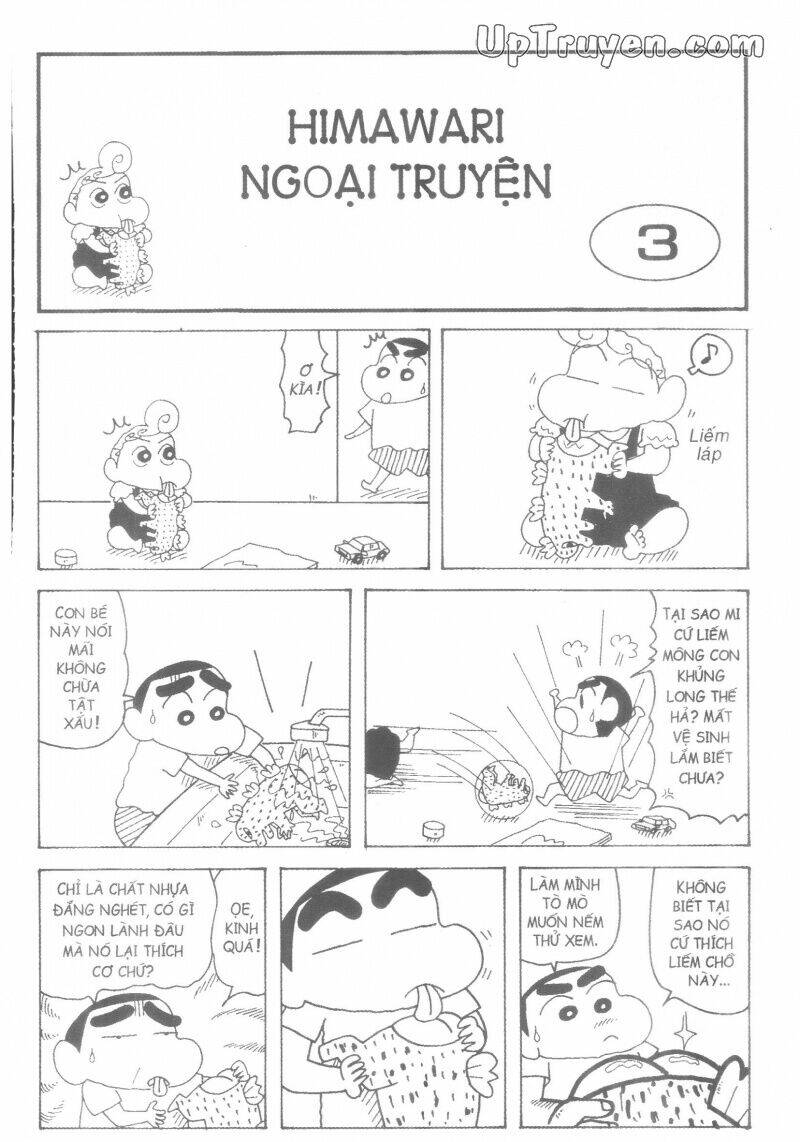 UpTruyen.com
HIMAWARI
NGOẠI TRUYỆN
3
Liếm
láp
Ơ
KÌA!
TẠI SAO MI
CỨ LIẾM
MÔNG CON
KHỦNG
LONG THẾ
HẢ? MẤT
VỆ SINH
LẮM BIẾT
CHƯA?
CON BÉ
NÀY NÓI
MÃI
KHÔNG
CHỪA
TẬT
XẤU!
KHÔNG
BIẾT TẠI
SAO NÓ
CỨ THÍCH
LIẾM CHỖ
NÀY...
LÀM MÌNH
TÒ MÒ
MUỐN NẾM
THỬ XEM.
ỌE,
KINH
QUÁ!
CHỈ LÀ CHẤT NHỰA
ĐẮNG NGHÉT, CÓ GÌ
NGON LÀNH ĐÂU
MÀ NÓ LẠI THÍCH
CƠ CHỨ?